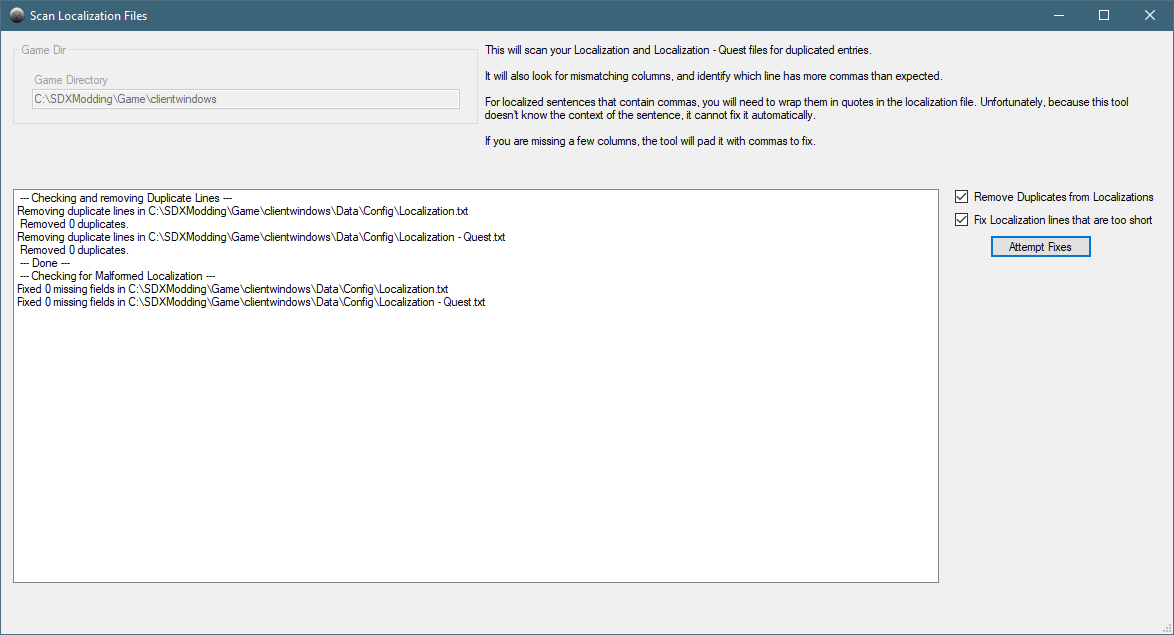 Scan Localization Files
Game Dir
Game Directory
C:\SDXModding\Game\clientwindows
This will scan your Localization and Localization - Quest files for duplicated entries.
It will also look for mismatching columns, and identify which line has more commas than expected.
For localized sentences that contain commas, you will need to wrap them in quotes in the localization file. Unfortunately, because this tool
doesn't know the context of the sentence, it cannot fix it automatically.
If you are missing a few columns, the tool will pad it with commas to fix.
--- Checking and removing Duplicate Lines ---
Removing duplicate lines in C:\SDXModding\Game\clientwindows\Data\Config\Localization.txt
Removed 0 duplicates.
Removing duplicate lines in C:\SDXModding\Game\clientwindows\Data\Config\Localization - Quest.txt
Removed 0 duplicates.
--- Done ---
--- Checking for Malformed Localization ---
Fixed 0 missing fields in C:\SDXModding\Game\clientwindows\Data\Config\Localization.txt
Fixed 0 missing fields in C:\SDXModding\Game\clientwindows\Data\Config\Localization - Quest.txt
Remove Duplicates from Localizations
Fix Localization lines that are too short
Attempt Fixes